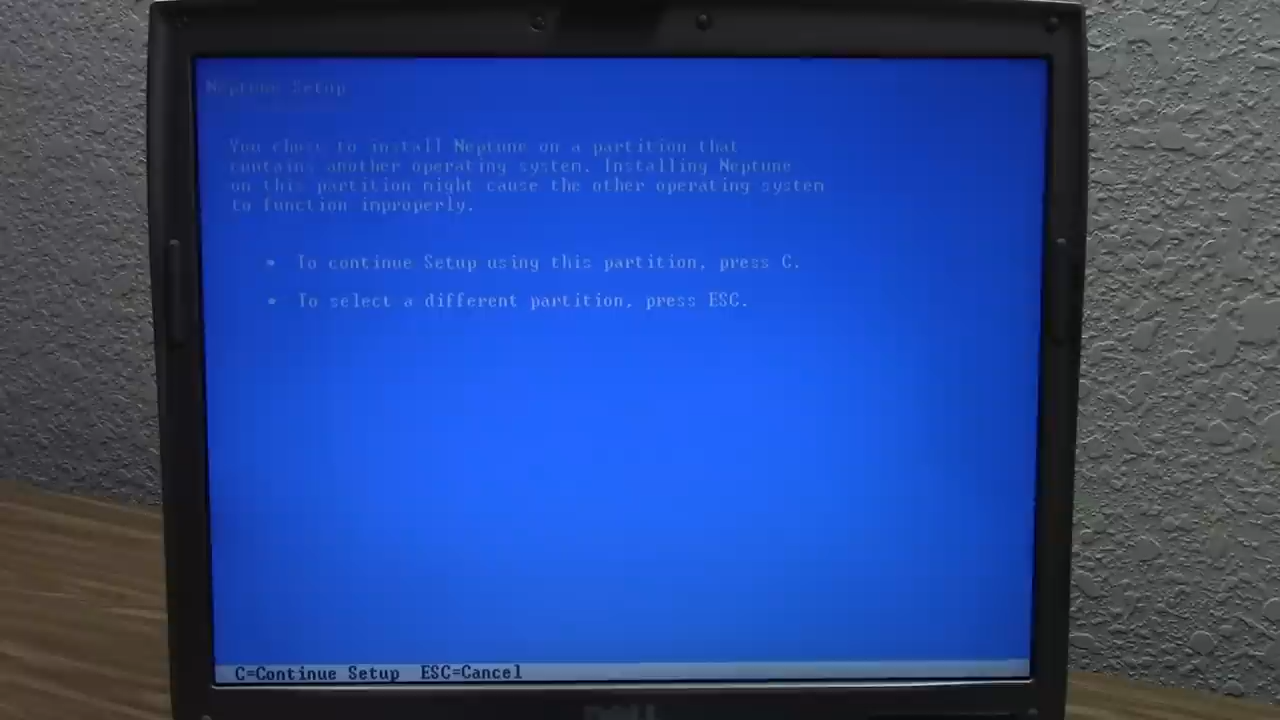 Neptune Setup
You chose to install Neptune on a partition that
contains another operating system. Installing Neptune
on this partition might cause the other operating system
to function improperly.
• To continue Setup using this partition, press C.
• To select a different partition, press ESC.
C=Continue Setup ESC=Cancel
DELL